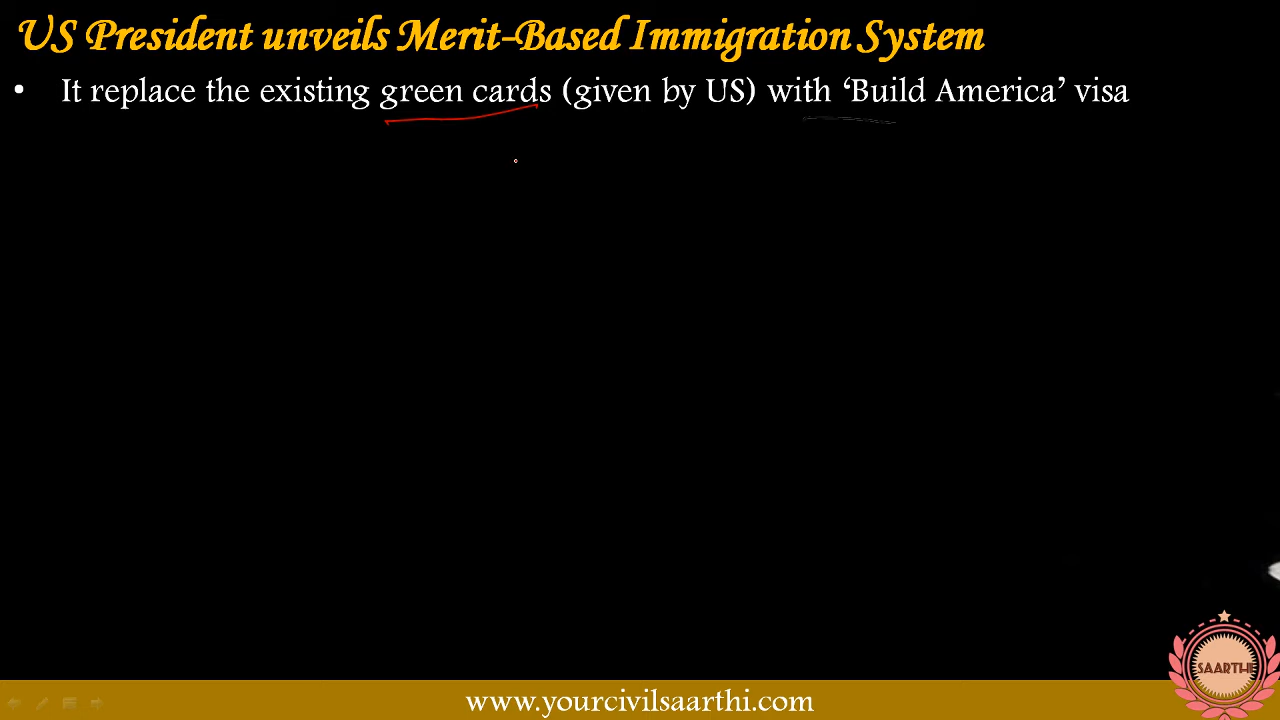 US President unveils Merit-Based Immigration System
• It replace the existing green cards (given by US) with ‘Build America’ visa
SAARTHI
www.yourcivilsaarthi.com